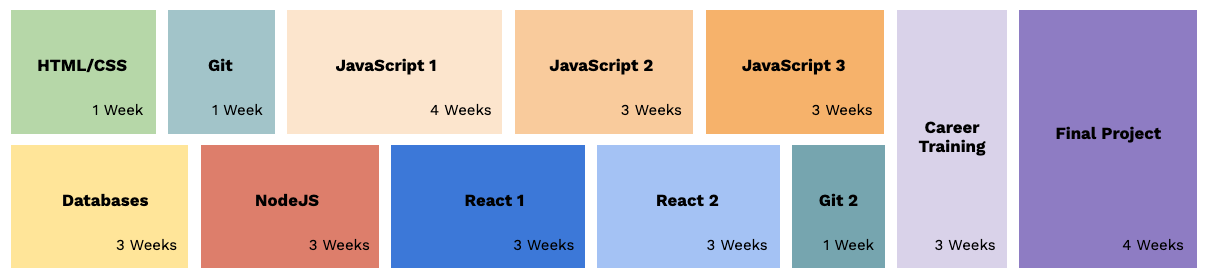 HTML/CSS
1 Week
Git
1 Week
JavaScript 1
4 Weeks
JavaScript 2
3 Weeks
JavaScript 3
3 Weeks
Databases
3 Weeks
NodeJS
3 Weeks
React 1
3 Weeks
React 2
3 Weeks
Git 2
1 Week
Career
Training
3 Weeks
Final Project
4 Weeks